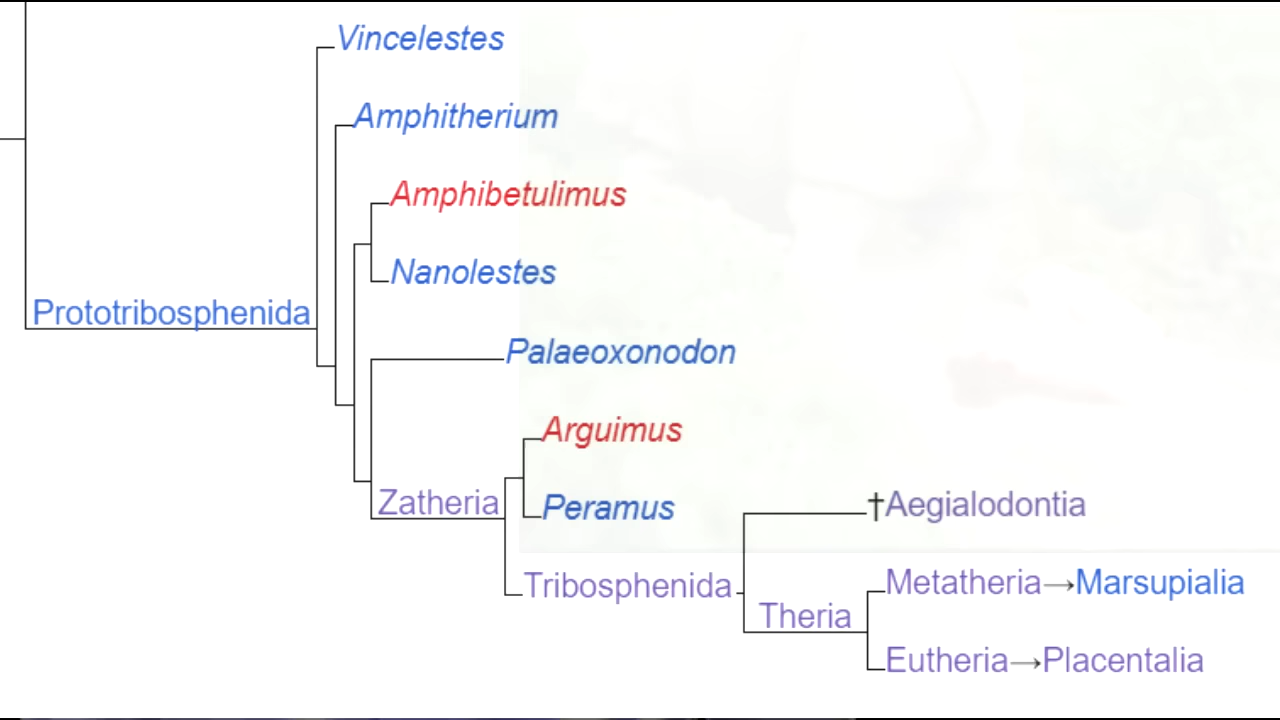 Vincelestes
Amphitherium
Amphibetulimus
Nanolestes
Prototribosphenida
Palaeoxonodon
Arguimus
Zatheria
Peramus
†Aegialodontia
Tribosphenida
Metatheria→Marsupialia
Theria
Eutheria→Placentalia